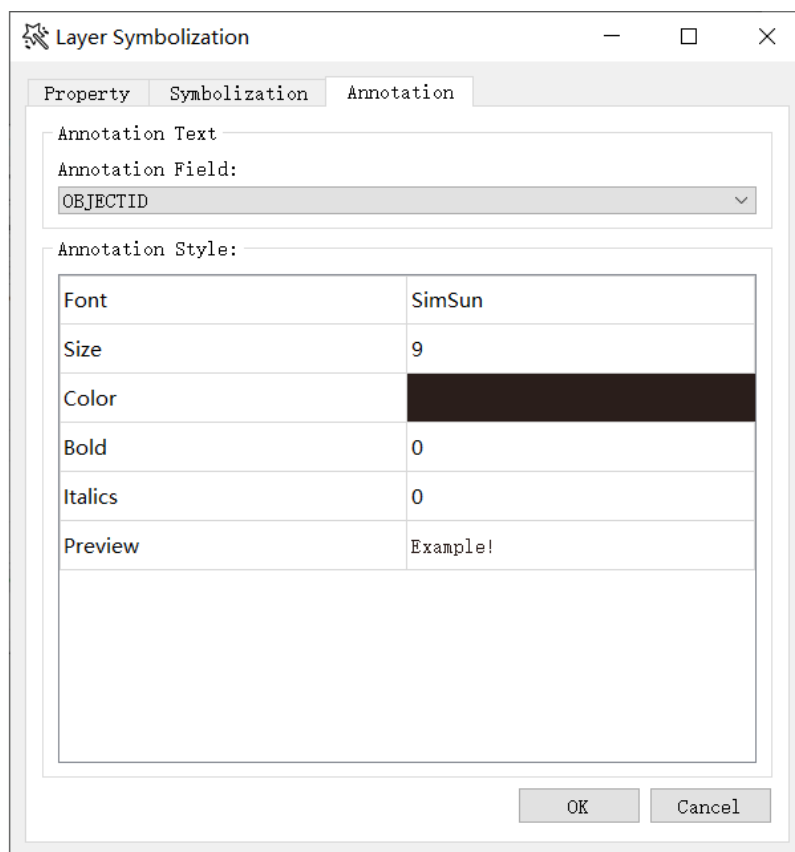 Layer Symbolization
Property Symbolization Annotation
Annotation Text
Annotation Field:
OBJECTID
Annotation Style:
Font SimSun
Size 9
Color
Bold 0
Italics 0
Preview Example!
OK Cancel